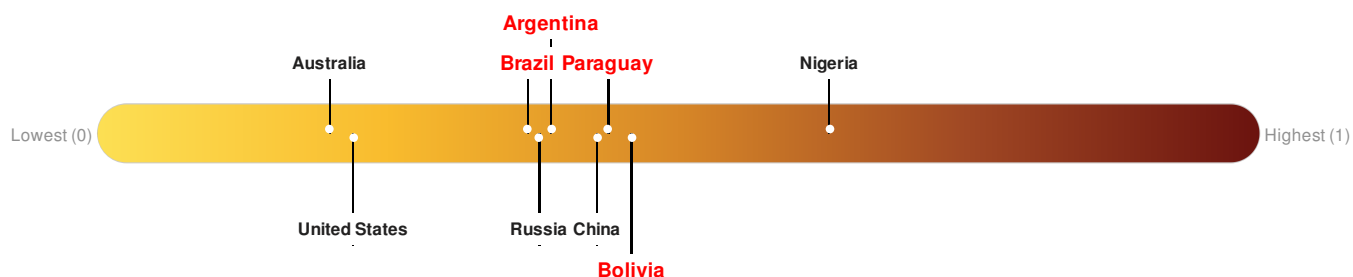 Argentina
Australia
Brazil Paraguay
Nigeria
Lowest (0)
Highest (1)
United States
Russia China
Bolivia